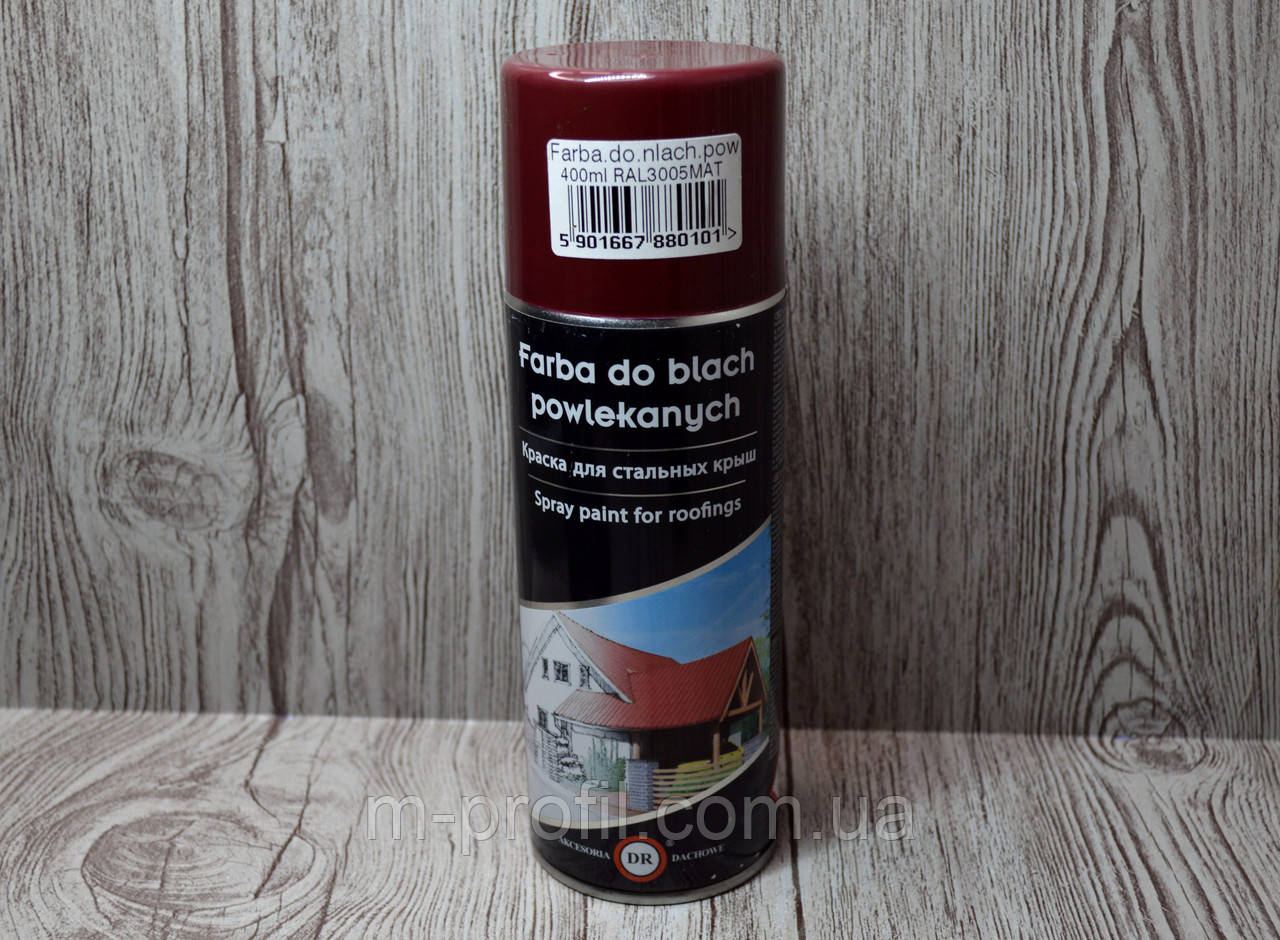 Farba.do.nlach.pow
400ml RAL3005MAT
5 901667 880101 >
Farba do blach
powlekanych
Краска для стальных крыш
Spray paint for roofings
m-profil.com.ua
AKCESORIA DR ® DACHOWE